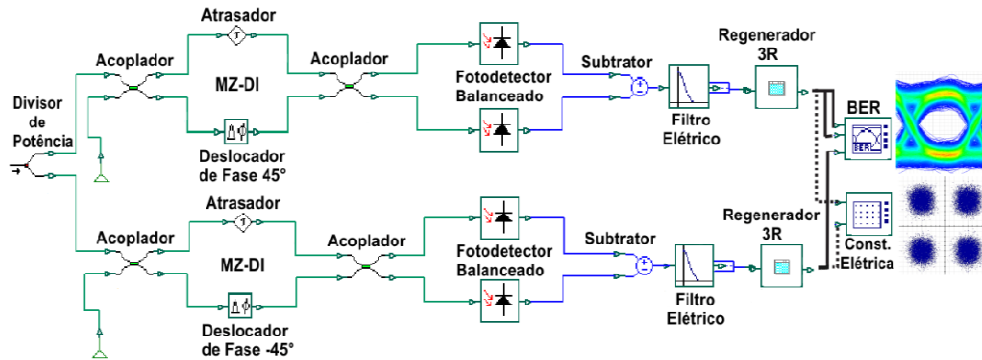 Atrasador
Acoplador
MZ-DI
Acoplador
Divisor
de
Potência
Deslocador
de Fase 45°
Fotodetector
Balanceado
Subtrator
Filtro
Elétrico
Regenerador
3R
BER
BER
Atrasador
Acoplador
MZ-DI
Acoplador
Deslocador
de Fase -45°
Fotodetector
Balanceado
Subtrator
Filtro
Elétrico
Regenerador
3R
Const.
Elétrica